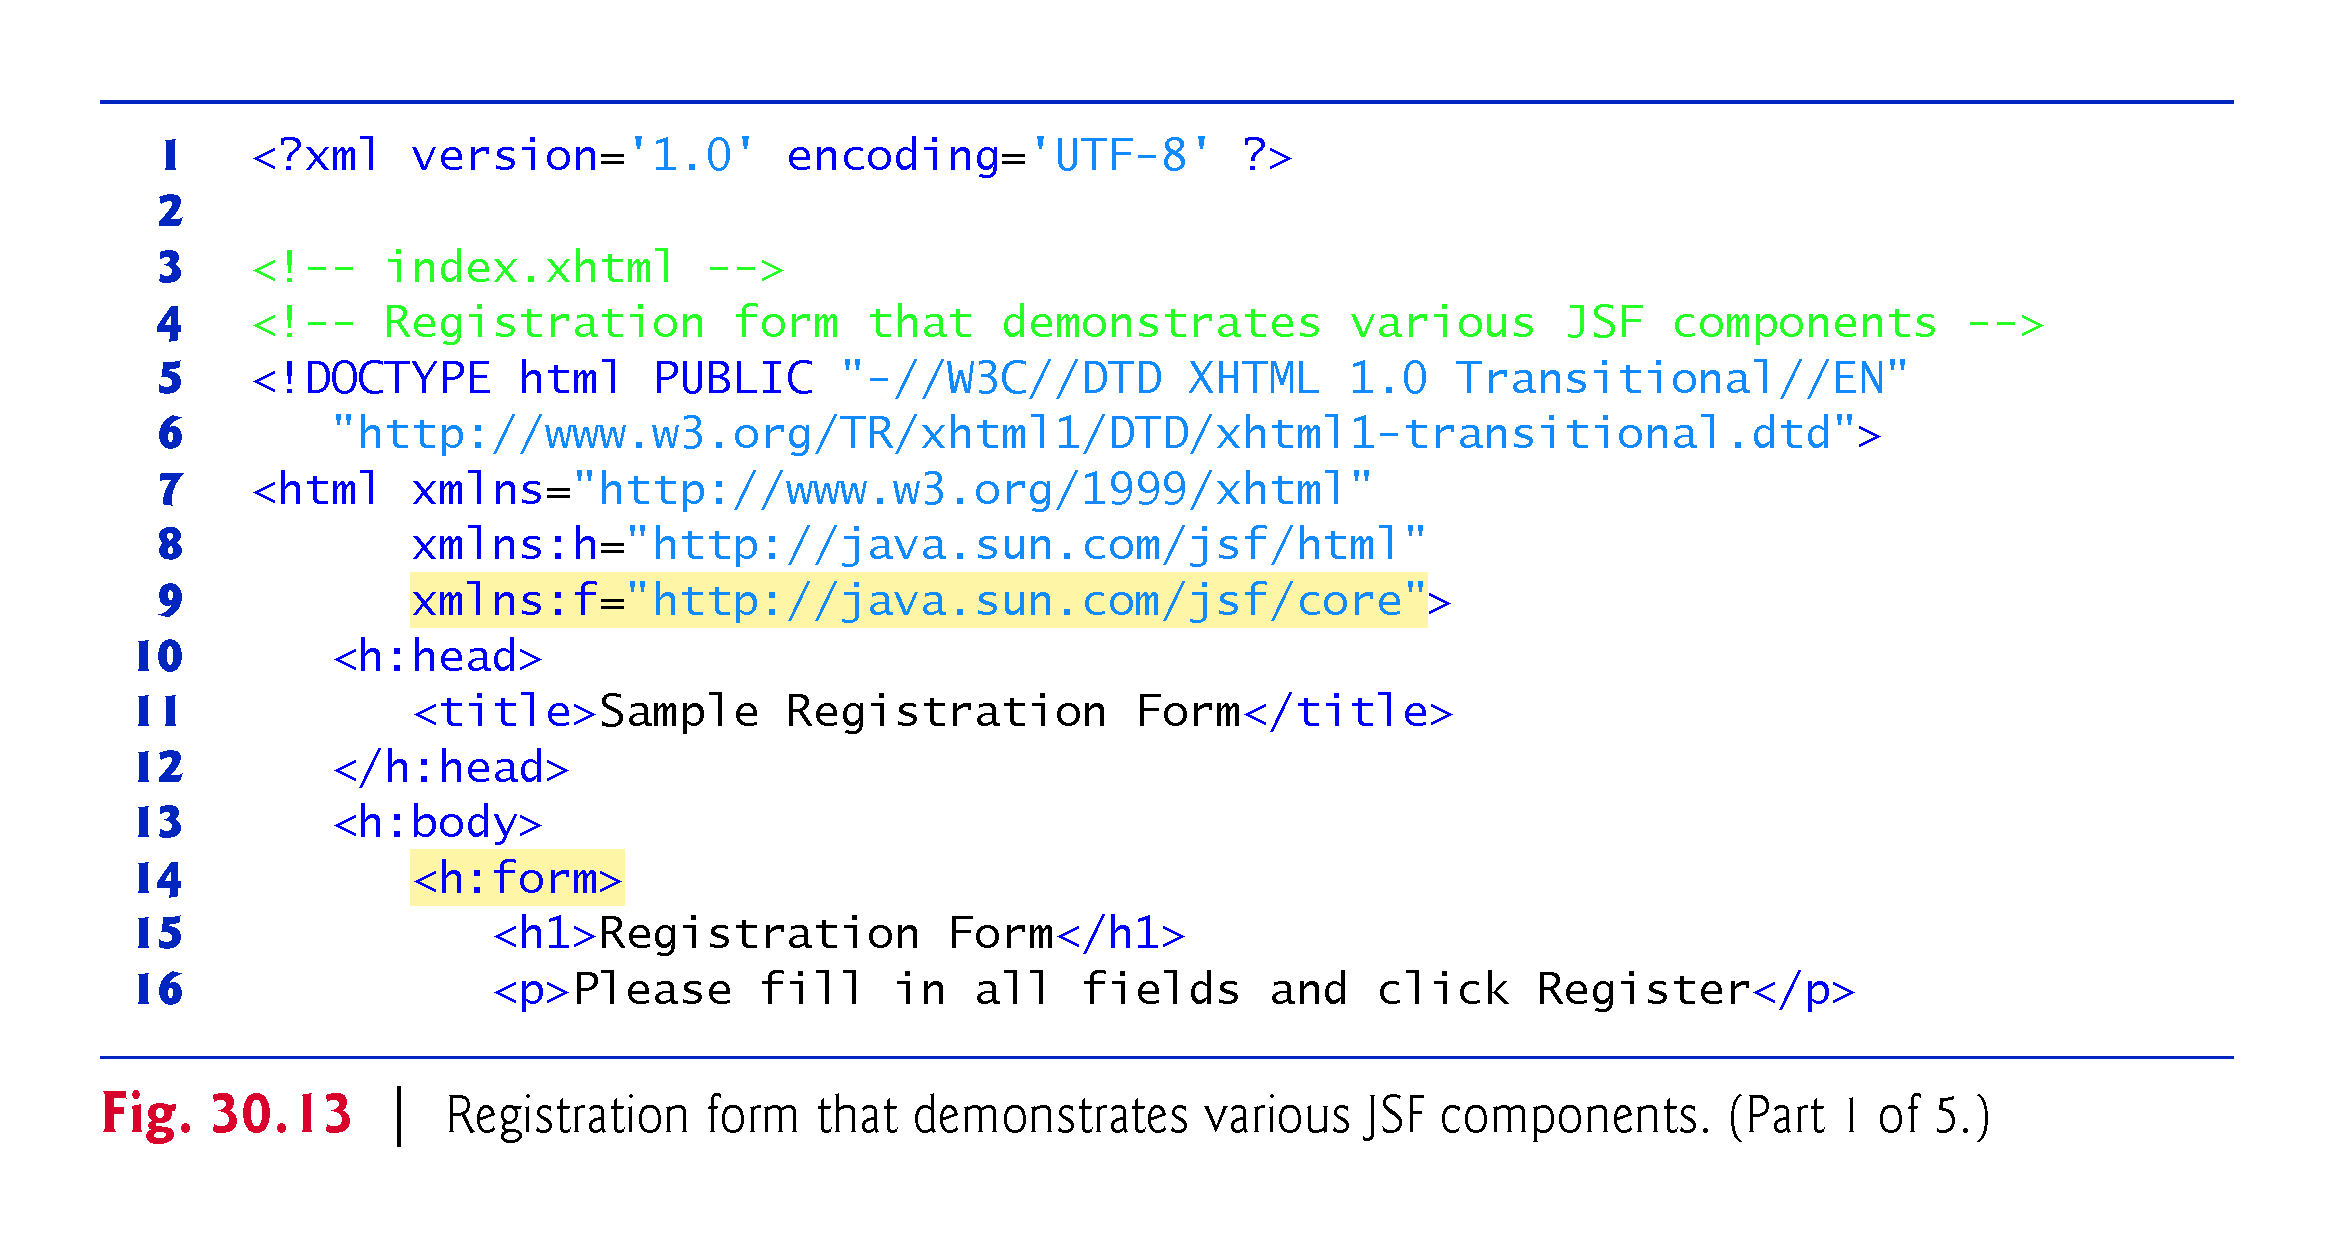 1 <?xml version='1.0' encoding='UTF-8' ?>
2
3 <!-- index.xhtml -->
4 <!-- Registration form that demonstrates various JSF components -->
5 <!DOCTYPE html PUBLIC "-//W3C//DTD XHTML 1.0 Transitional//EN"
6    "http://www.w3.org/TR/xhtml1/DTD/xhtml1-transitional.dtd">
7 <html xmlns="http://www.w3.org/1999/xhtml"
8       xmlns:h="http://java.sun.com/jsf/html"
9       xmlns:f="http://java.sun.com/jsf/core">
10    <h:head>
11       <title>Sample Registration Form</title>
12    </h:head>
13    <h:body>
14       <h:form>
15          <h1>Registration Form</h1>
16          <p>Please fill in all fields and click Register</p>
Fig. 30.13 | Registration form that demonstrates various JSF components. (Part 1 of 5.)